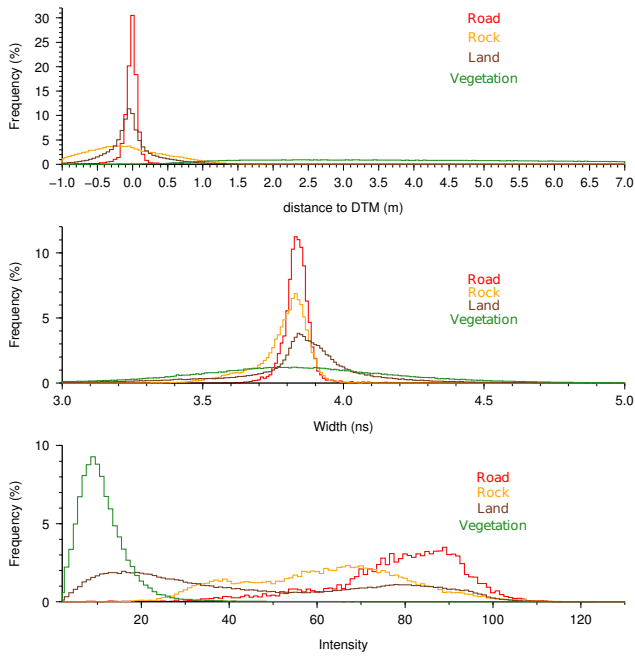 Frequency (%)
30
25
20
15
10
5
0
Road
Rock
Land
Vegetation
−1.0 −0.5 0.0 0.5 1.0 1.5 2.0 2.5 3.0 3.5 4.0 4.5 5.0 5.5 6.0 6.5 7.0
distance to DTM (m)
Frequency (%)
10
5
0
Road
Rock
Land
Vegetation
3.0 3.5 4.0 4.5 5.0
Width (ns)
Frequency (%)
10
5
0
Road
Rock
Land
Vegetation
20 40 60 80 100 120
Intensity